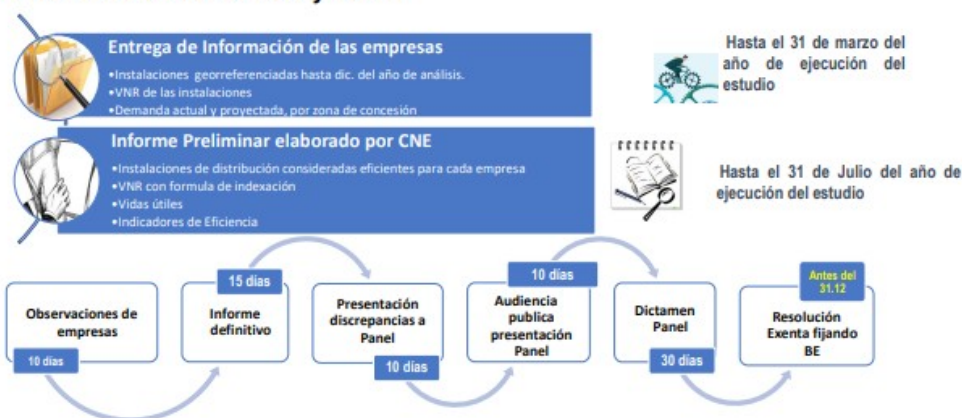 Entrega de Información de las empresas
•Instalaciones georreferenciadas hasta dic. del año de análisis.
•VNR de las instalaciones
•Demanda actual y proyectada, por zona de concesión
Hasta el 31 de marzo del
año de ejecución del
estudio
Informe Preliminar elaborado por CNE
•Instalaciones de distribución consideradas eficientes para cada empresa
•VNR con formula de indexación
•Vidas útiles
•Indicadores de Eficiencia
Hasta el 31 de Julio del año de
ejecución del estudio
Observaciones de
empresas
10 días
15 días
Informe
definitivo
Presentación
discrepancias a
Panel
10 días
10 días
Audiencia
publica
presentación
Panel
Dictamen
Panel
30 días
Antes del
31.12
Resolución
Exenta fijando
BE